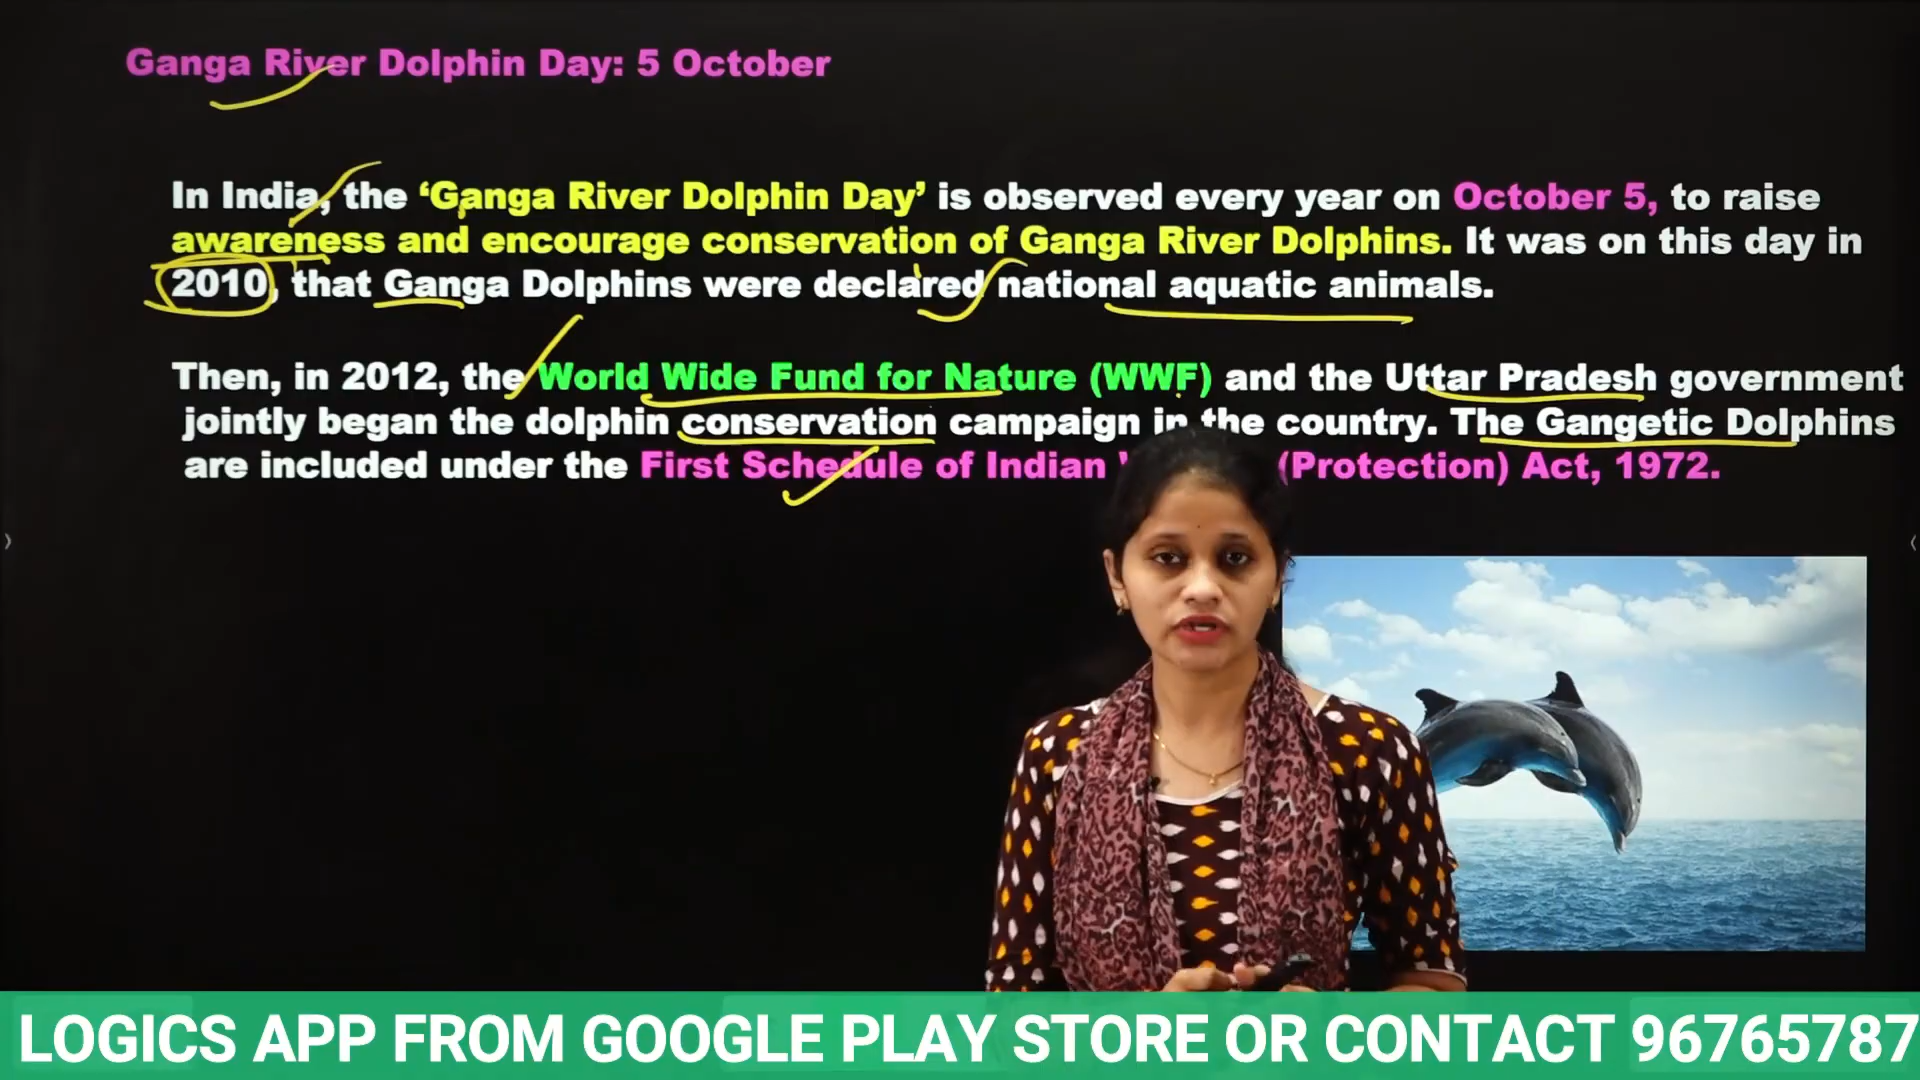 Ganga River Dolphin Day: 5 October
In India, the ‘Ganga River Dolphin Day’ is observed every year on October 5, to raise
awareness and encourage conservation of Ganga River Dolphins. It was on this day in
2010, that Ganga Dolphins were declared national aquatic animals.
Then, in 2012, the World Wide Fund for Nature (WWF) and the Uttar Pradesh government
jointly began the dolphin conservation campaign in the country. The Gangetic Dolphins
are included under the First Schedule of Indian (Protection) Act, 1972.
LOGICS APP FROM GOOGLE PLAY STORE OR CONTACT 96765787